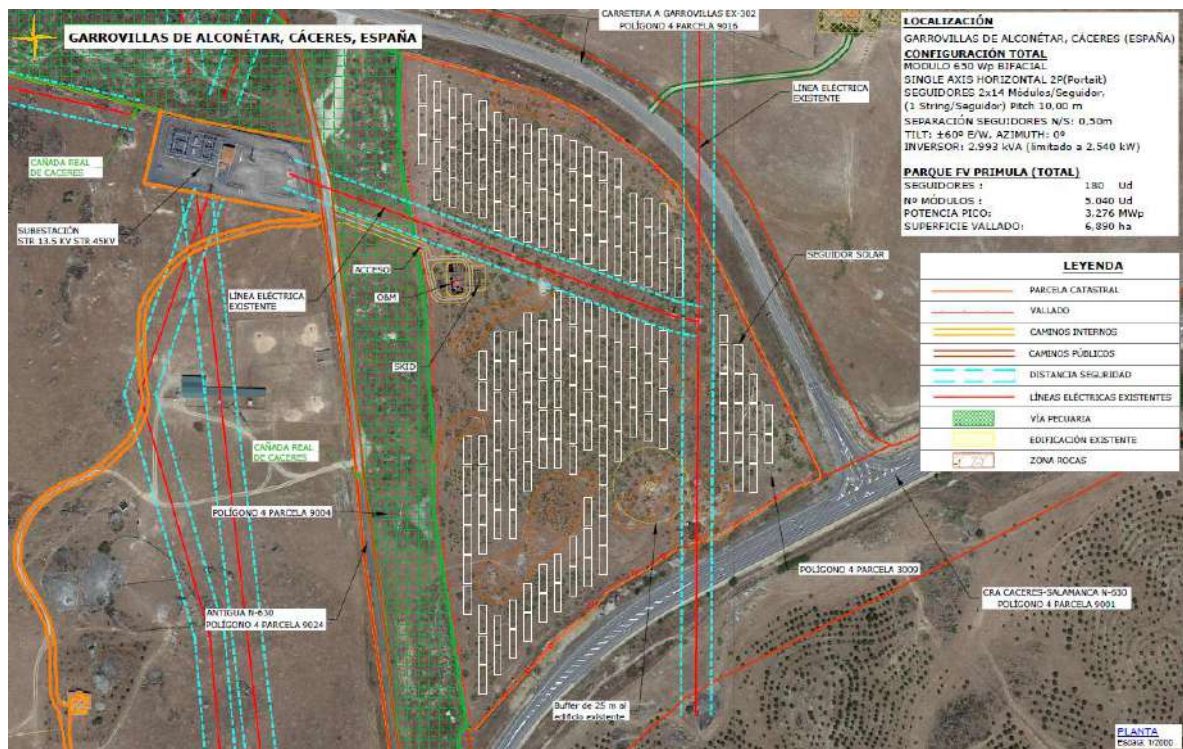 GARROVILLAS DE ALCONÉTAR, CÁCERES, ESPAÑA
CARRETERA A GARROVILLAS EX-302
POLÍGONO 4 PARCELA 9016
LOCALIZACIÓN
GARROVILLAS DE ALCONÉTAR, CÁCERES (ESPAÑA)
CONFIGURACIÓN TOTAL
MODULO 650 Wp BIFACIAL
SINGLE AXIS HORIZONTAL 2P(Portait)
SEGUIDORES 2x14 Módulos/Seguidor,
(1 String/Seguidor) Pitch 10,00 m
SEPARACIÓN SEGUIDORES N/S: 0,50m
TILT: ±60º E/W, AZIMUTH: 0º
INVERSOR: 2.993 kVA (limitado a 2.540 kW)
PARQUE FV PRIMULA (TOTAL)
SEGUIDORES : 180 Ud
Nº MÓDULOS : 5.040 Ud
POTENCIA PICO: 3,276 MWp
SUPERFICIE VALLADO: 6,890 ha
LÍNEA ELÉCTRICA
EXISTENTE
CAÑADA REAL
DE CACERES
SUBESTACIÓN
STR 13.5 KV STR 45KV
ACCESO
O&M
LÍNEA ELÉCTRICA
EXISTENTE
SKID
SEGUIDOR SOLAR
LEYENDA
PARCELA CATASTRAL
VALLADO
CAMINOS INTERNOS
CAMINOS PÚBLICOS
DISTANCIA SEGURIDAD
LÍNEAS ELÉCTRICAS EXISTENTES
VÍA PECUARIA
EDIFICACIÓN EXISTENTE
ZONA ROCAS
CAÑADA REAL
DE CACERES
POLÍGONO 4 PARCELA 9004
POLÍGONO 4 PARCELA 3009
ANTIGUA N-630
POLÍGONO 4 PARCELA 9024
CRA CACERES-SALAMANCA N-630
POLÍGONO 4 PARCELA 9001
Buffer de 25 m al
edificio existente
PLANTA
Escala: 1/2000